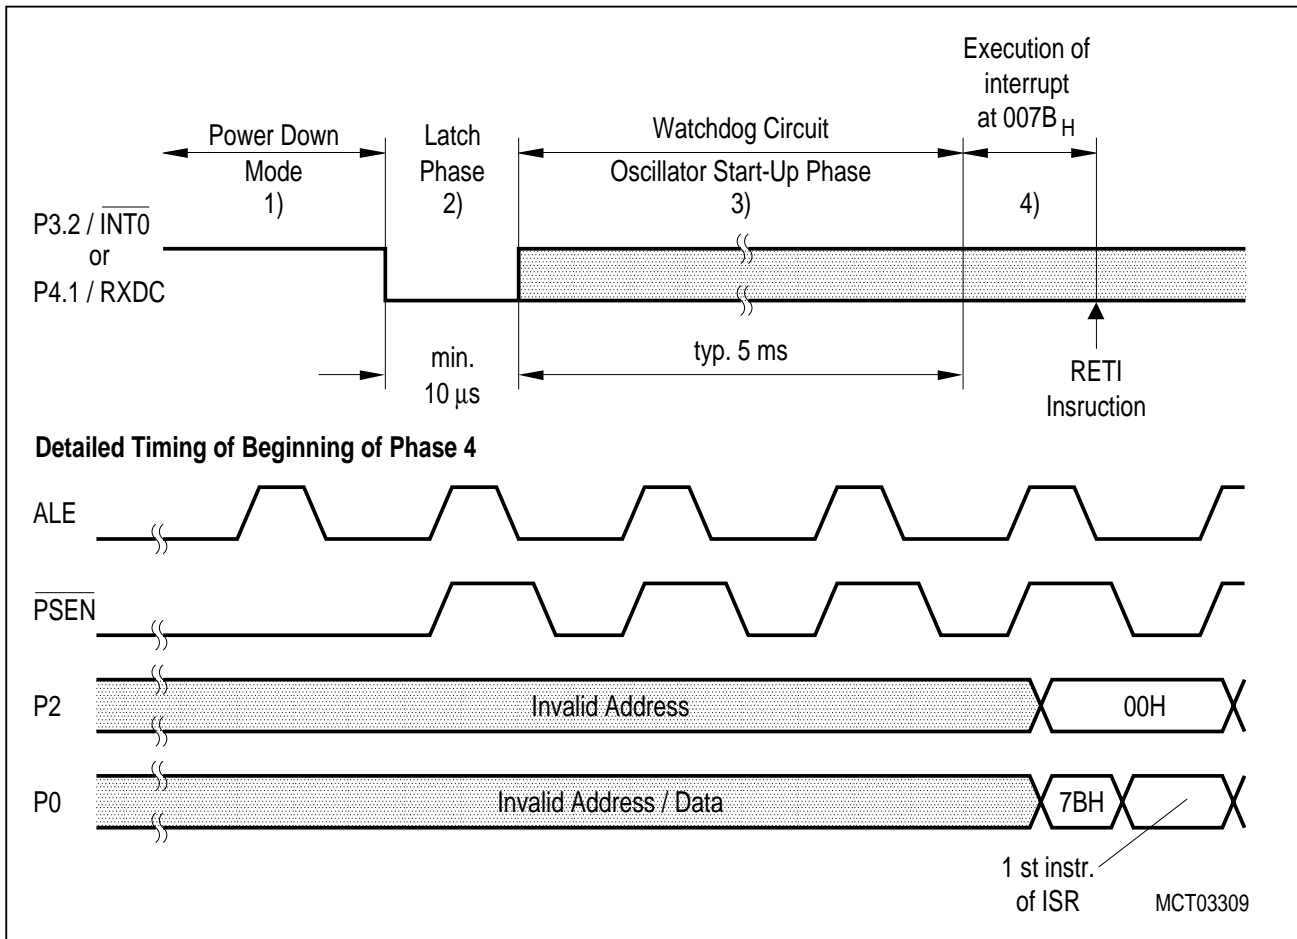 Execution of
interrupt
at 007B H
Power Down
Mode
1)
Latch
Phase
2)
Watchdog Circuit
Oscillator Start-Up Phase
3)
4)
P3.2 / INT0
or
P4.1 / RXDC
min.
10 μs
typ. 5 ms
RETI
Insruction
Detailed Timing of Beginning of Phase 4
ALE
PSEN
P2
Invalid Address
00H
P0
Invalid Address / Data
7BH
1 st instr.
of ISR
MCT03309